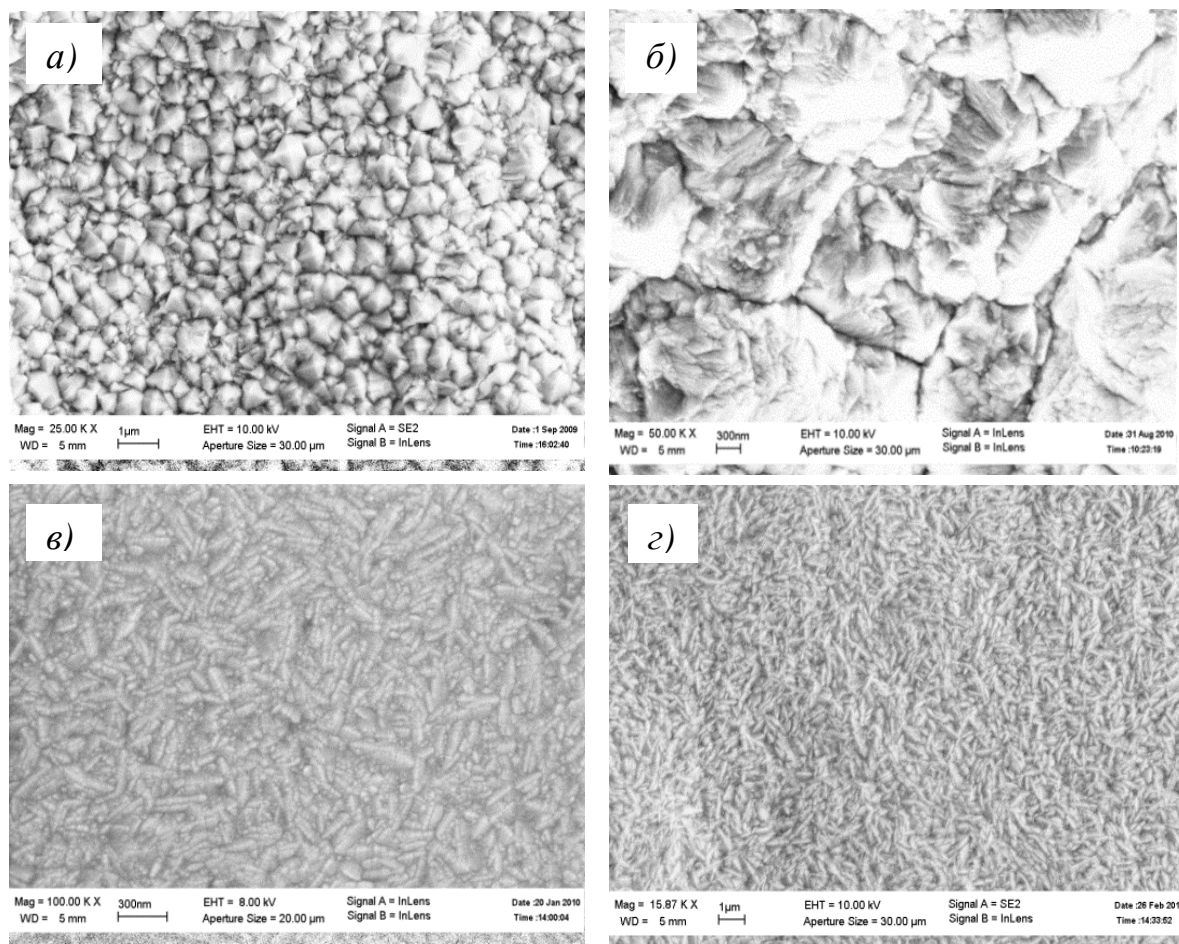 а)
Mag = 25.00 K X 1µm EHT = 10.00 kV Signal A = SE2 Date :1 Sep 2009
WD = 5 mm Aperture Size = 30.00 µm Signal B = InLens Time :16:02:40
б)
Mag = 50.00 K X 300nm EHT = 10.00 kV Signal A = InLens Date :31 Aug 2010
WD = 5 mm Aperture Size = 30.00 µm Signal B = InLens Time :10:23:19
в)
Mag = 100.00 K X 300nm EHT = 8.00 kV Signal A = InLens Date :20 Jan 2010
WD = 5 mm Aperture Size = 20.00 µm Signal B = InLens Time :14:00:04
г)
Mag = 15.87 K X 1µm EHT = 10.00 kV Signal A = SE2 Date :26 Feb 201
WD = 5 mm Aperture Size = 30.00 µm Signal B = InLens Time :14:33:52